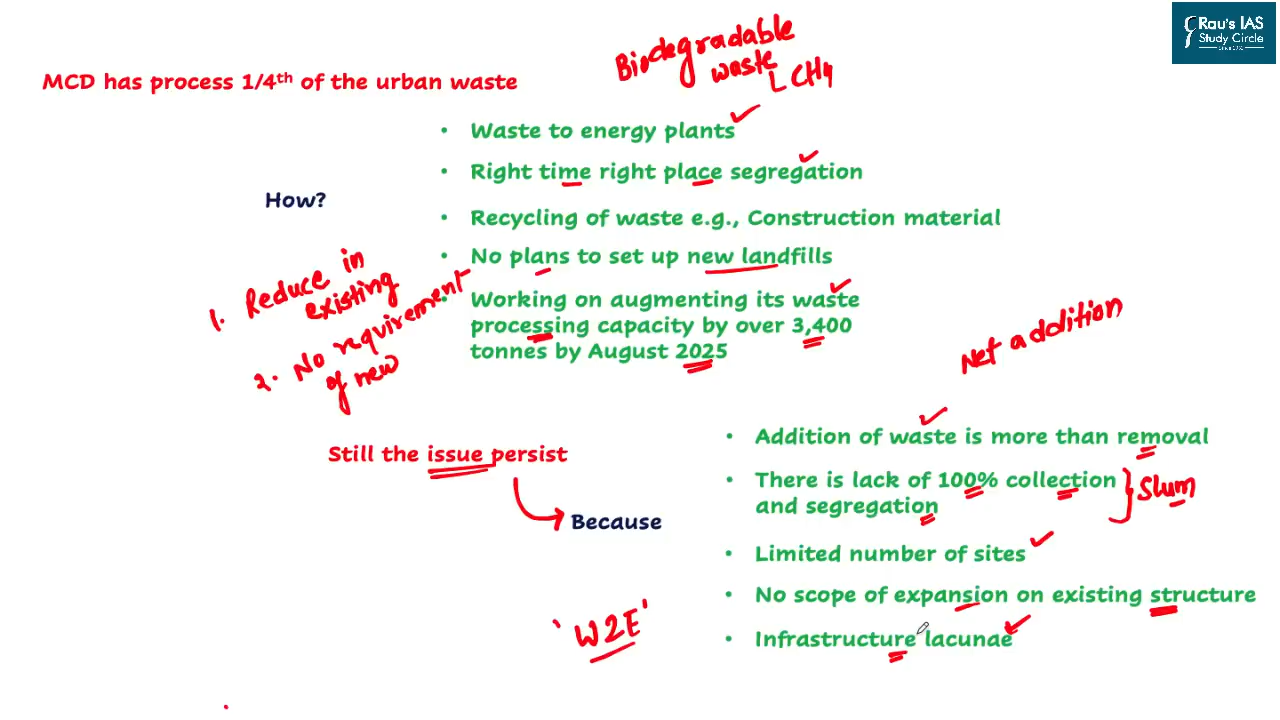 Rau's IAS
Study Circle
SINCE 1953
Biodegradable
waste
CH4
MCD has process 1/4th of the urban waste
• Waste to energy plants
• Right time right place segregation
How?
• Recycling of waste e.g., Construction material
• No plans to set up new landfills
• Working on augmenting its waste
processing capacity by over 3,400
tonnes by August 2025
1. Reduce in
existing
2. No requirement
of new
Net addition
Still the issue persist
Because
• Addition of waste is more than removal
• There is lack of 100% collection
and segregation
Slum
• Limited number of sites
• No scope of expansion on existing structure
• Infrastructure lacunae
'W2E'